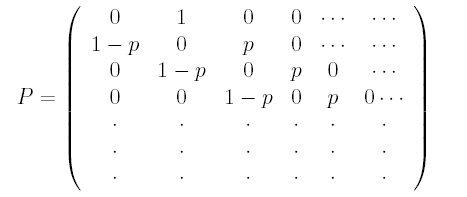 0 1 0 0 ⋯ ⋯
1 − p 0 p 0 ⋯ ⋯
0 1 − p 0 p 0 ⋯
P = 0 0 1 − p 0 p 0 ⋯
· · · · · ·
· · · · · ·
· · · · · ·